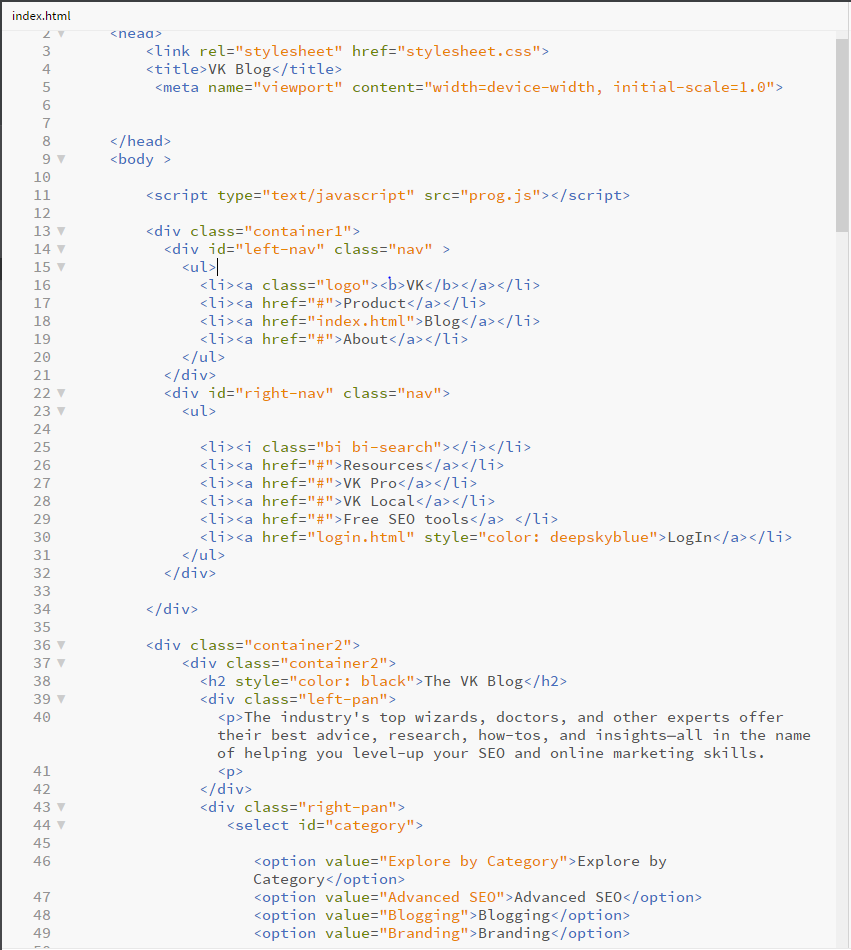 index.html
2 <head>
3 <link rel="stylesheet" href="stylesheet.css">
4 <title>VK Blog</title>
5 <meta name="viewport" content="width=device-width, initial-scale=1.0">
6
7
8 </head>
9 <body >
10
11 <script type="text/javascript" src="prog.js"></script>
12
13 <div class="container1">
14 <div id="left-nav" class="nav" >
15 <ul>
16 <li><a class="logo"><b>VK</b></a></li>
17 <li><a href="#">Product</a></li>
18 <li><a href="index.html">Blog</a></li>
19 <li><a href="#">About</a></li>
20 </ul>
21 </div>
22 <div id="right-nav" class="nav">
23 <ul>
24
25 <li><i class="bi bi-search"></i></li>
26 <li><a href="#">Resources</a></li>
27 <li><a href="#">VK Pro</a></li>
28 <li><a href="#">VK Local</a></li>
29 <li><a href="#">Free SEO tools</a> </li>
30 <li><a href="login.html" style="color: deepskyblue">LogIn</a></li>
31 </ul>
32 </div>
33
34 </div>
35
36 <div class="container2">
37 <div class="container2">
38 <h2 style="color: black">The VK Blog</h2>
39 <div class="left-pan">
40 <p>The industry's top wizards, doctors, and other experts offer
their best advice, research, how-tos, and insights—all in the name
of helping you level-up your SEO and online marketing skills.
41 <p>
42 </div>
43 <div class="right-pan">
44 <select id="category">
45
46 <option value="Explore by Category">Explore by
Category</option>
47 <option value="Advanced SEO">Advanced SEO</option>
48 <option value="Blogging">Blogging</option>
49 <option value="Branding">Branding</option>